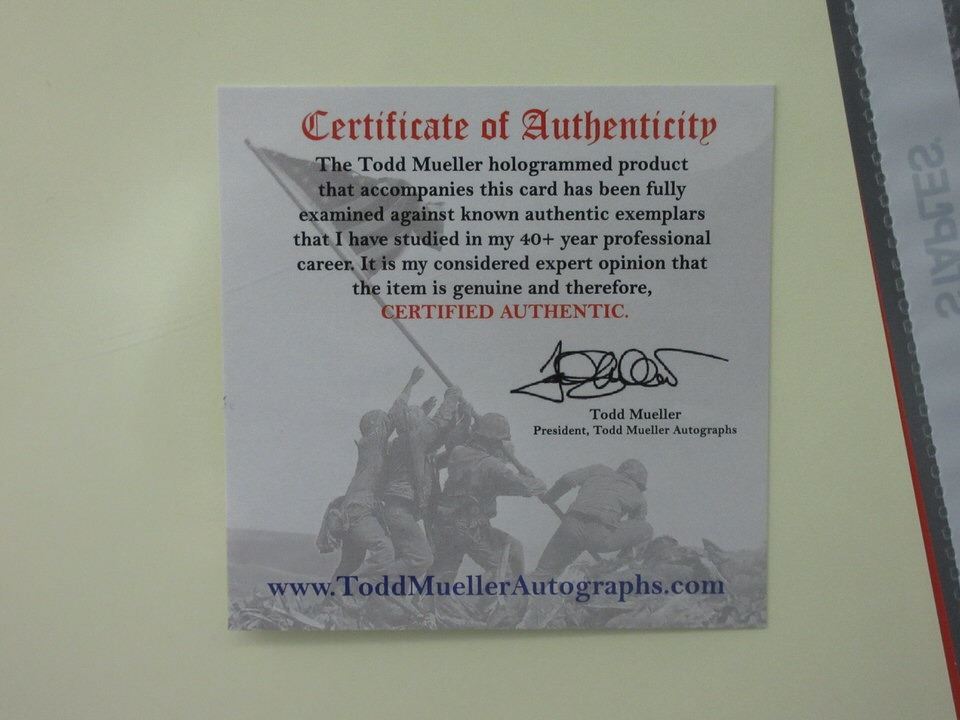 Certificate of Authenticity
The Todd Mueller hologrammed product
that accompanies this card has been fully
examined against known authentic exemplars
that I have studied in my 40+ year professional
career. It is my considered expert opinion that
the item is genuine and therefore,
CERTIFIED AUTHENTIC.
Todd Mueller
President, Todd Mueller Autographs
www.ToddMuellerAutographs.com
STAPLES